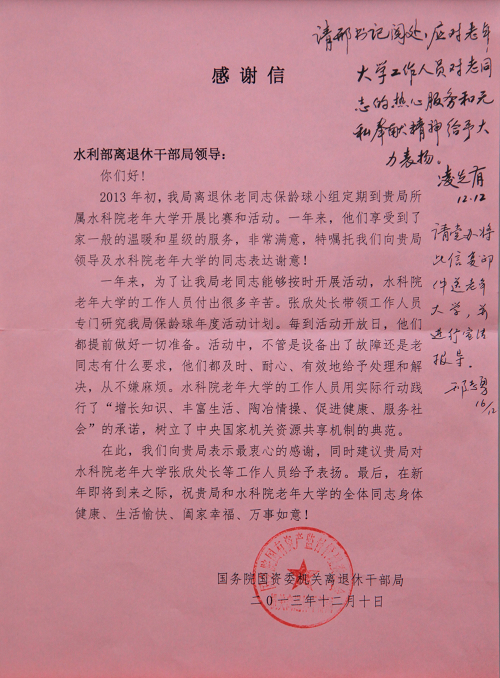 感谢信
水利部离退休干部局领导：
你们好！
2013年初，我局离退休老同志保龄球小组定期到贵局所
属水科院老年大学开展比赛和活动。一年来，他们享受到了
家一般的温暖和星级的服务，非常满意，特嘱托我们向贵局
领导及水科院老年大学的同志表达谢意！
一年来，为了让我局老同志能够按时开展活动，水科院
老年大学的工作人员付出很多辛苦。张欣处长带领工作人员
专门研究我局保龄球年度活动计划。每到活动开放日，他们
都提前做好一切准备。活动中，不管是设备出了故障还是老
同志有什么要求，他们都及时、耐心、有效地给予处理和解
决，从不嫌麻烦。水科院老年大学的工作人员用实际行动践
行了“增长知识、丰富生活、陶冶情操、促进健康、服务社
会”的承诺，树立了中央国家机关资源共享机制的典范。
在此，我们向贵局表示最衷心的感谢，同时建议贵局对
水科院老年大学张欣处长等工作人员给予表扬。最后，在新
年即将到来之际，祝贵局和水科院老年大学的全体同志身体
健康、生活愉快、阖家幸福、万事如意！
国务院国资委机关离退休干部局
二〇一三年十二月十日
请邢书记阅处，应对老年
大学工作人员对老同
志的热心服务和无
私奉献精神给予大
力表扬。
12.12
请党办将
此信复印
件送老年
大学，并
进行宣传
报导。
邢志勇
16/12